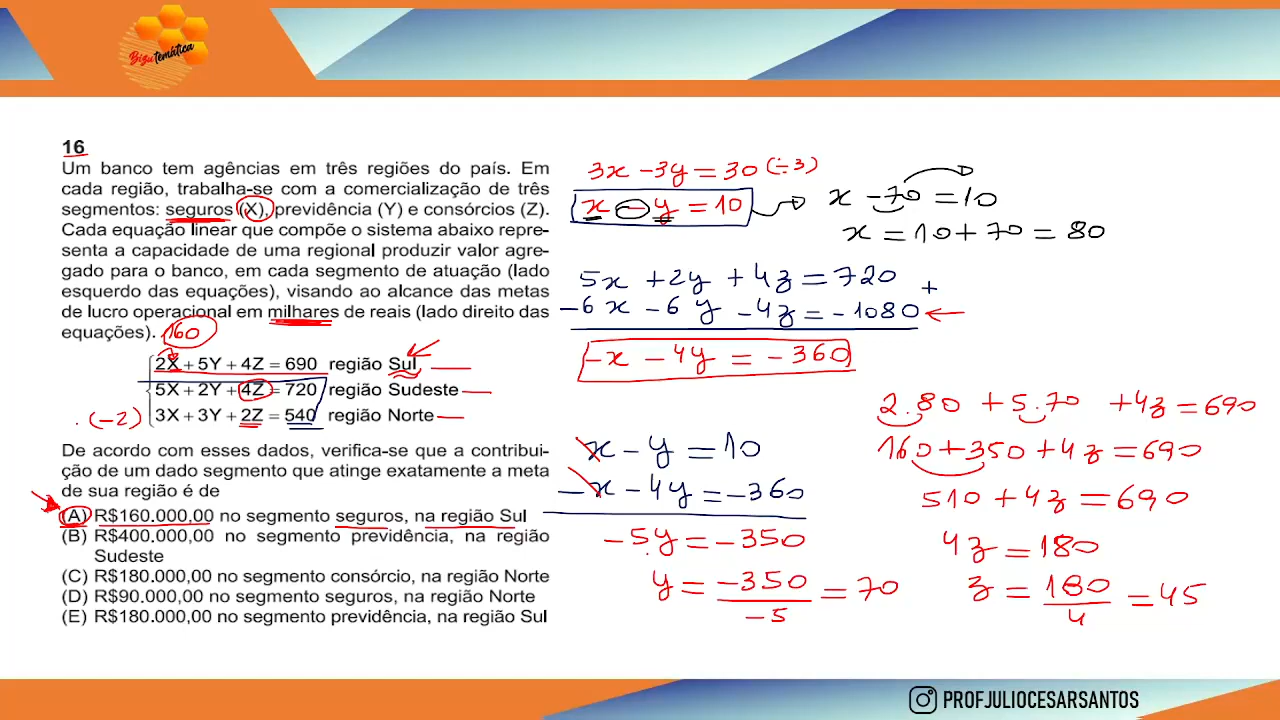 Bizutemática
16
Um banco tem agências em três regiões do país. Em
cada região, trabalha-se com a comercialização de três
segmentos: seguros (X), previdência (Y) e consórcios (Z).
Cada equação linear que compõe o sistema abaixo repre-
senta a capacidade de uma regional produzir valor agre-
gado para o banco, em cada segmento de atuação (lado
esquerdo das equações), visando ao alcance das metas
de lucro operacional em milhares de reais (lado direito das
equações). 160
2X + 5Y + 4Z = 690 região Sul
5X + 2Y + 4Z = 720 região Sudeste
.(-2) 3X + 3Y + 2Z = 540 região Norte
De acordo com esses dados, verifica-se que a contribui-
ção de um dado segmento que atinge exatamente a meta
de sua região é de
(A) R$160.000,00 no segmento seguros, na região Sul
(B) R$400.000,00 no segmento previdência, na região
Sudeste
(C) R$180.000,00 no segmento consórcio, na região Norte
(D) R$90.000,00 no segmento seguros, na região Norte
(E) R$180.000,00 no segmento previdência, na região Sul
3x - 3y = 30 (÷3)
x - y = 10
x - 70 = 10
x = 10 + 70 = 80
5x + 2y + 4z = 720 +
-6x - 6y - 4z = -1080
-x - 4y = -360
x - y = 10
-x - 4y = -360
-5y = -350
y = -350/-5 = 70
2.80 + 5.70 + 4z = 690
160 + 350 + 4z = 690
510 + 4z = 690
4z = 180
z = 180/4 = 45
PROFJULIOCESARSANTOS